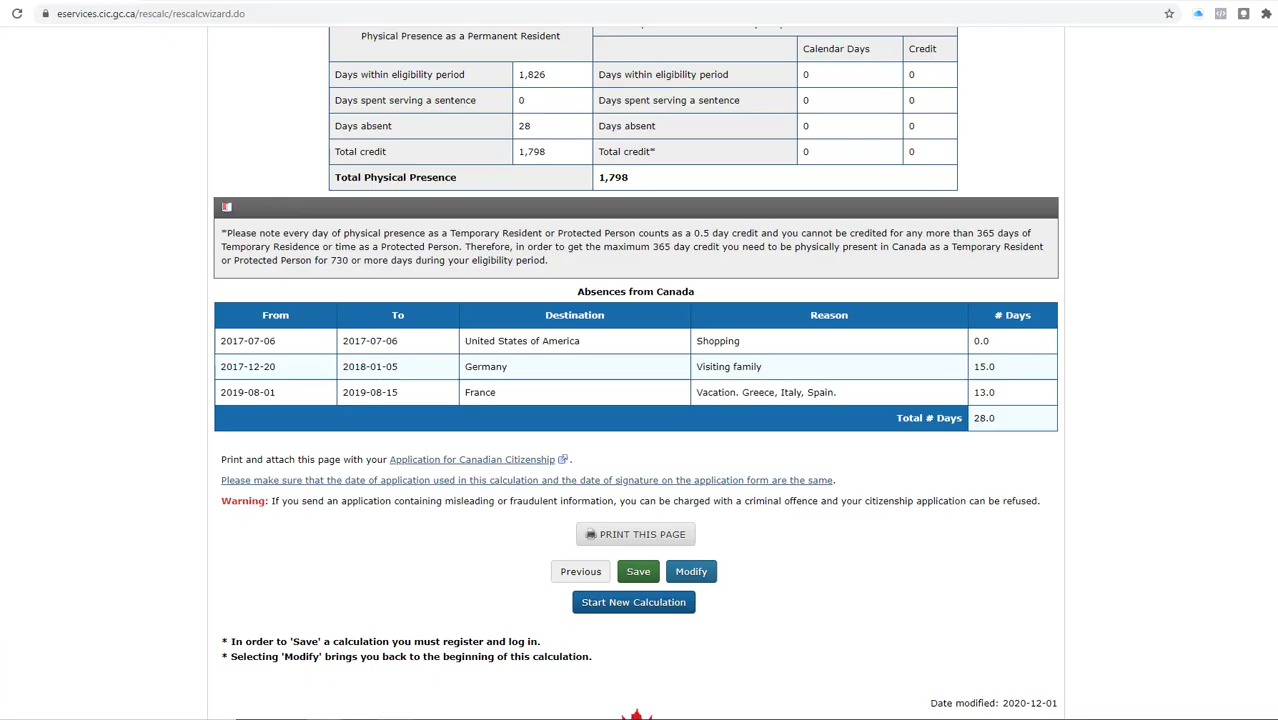 eservices.cic.gc.ca/rescalc/rescalcwizard.do
Physical Presence as a Permanent Resident
Calendar Days Credit
Days within eligibility period 1,826 Days within eligibility period 0 0
Days spent serving a sentence 0 Days spent serving a sentence 0 0
Days absent 28 Days absent 0 0
Total credit 1,798 Total credit* 0 0
Total Physical Presence 1,798
*Please note every day of physical presence as a Temporary Resident or Protected Person counts as a 0.5 day credit and you cannot be credited for any more than 365 days of
Temporary Residence or time as a Protected Person. Therefore, in order to get the maximum 365 day credit you need to be physically present in Canada as a Temporary Resident
or Protected Person for 730 or more days during your eligibility period.
Absences from Canada
From To Destination Reason # Days
2017-07-06 2017-07-06 United States of America Shopping 0.0
2017-12-20 2018-01-05 Germany Visiting family 15.0
2019-08-01 2019-08-15 France Vacation. Greece, Italy, Spain. 13.0
Total # Days 28.0
Print and attach this page with your Application for Canadian Citizenship .
Please make sure that the date of application used in this calculation and the date of signature on the application form are the same.
Warning: If you send an application containing misleading or fraudulent information, you can be charged with a criminal offence and your citizenship application can be refused.
PRINT THIS PAGE
Previous Save Modify
Start New Calculation
* In order to 'Save' a calculation you must register and log in.
* Selecting 'Modify' brings you back to the beginning of this calculation.
Date modified: 2020-12-01